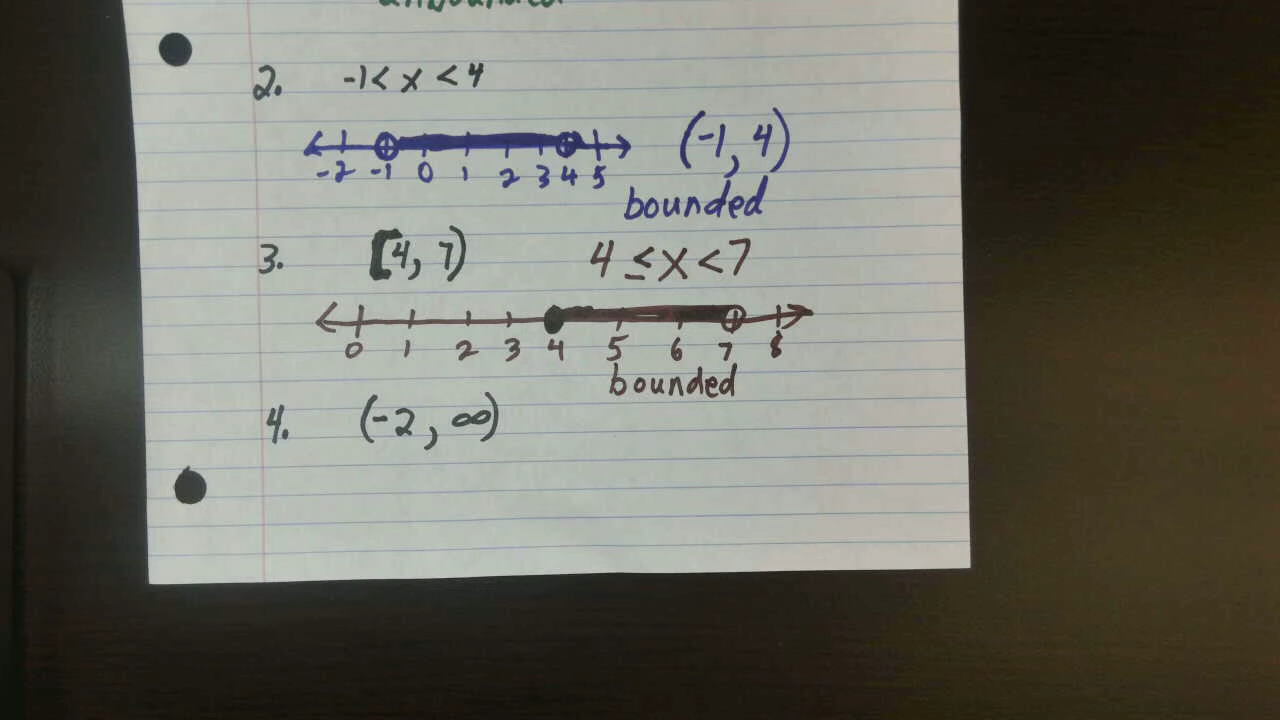 unbounded
2. -1 < x < 4
-2 -1 0 1 2 3 4 5 (-1, 4)
bounded
3. [4, 7) 4 ≤ x < 7
0 1 2 3 4 5 6 7 8
bounded
4. (-2, ∞)